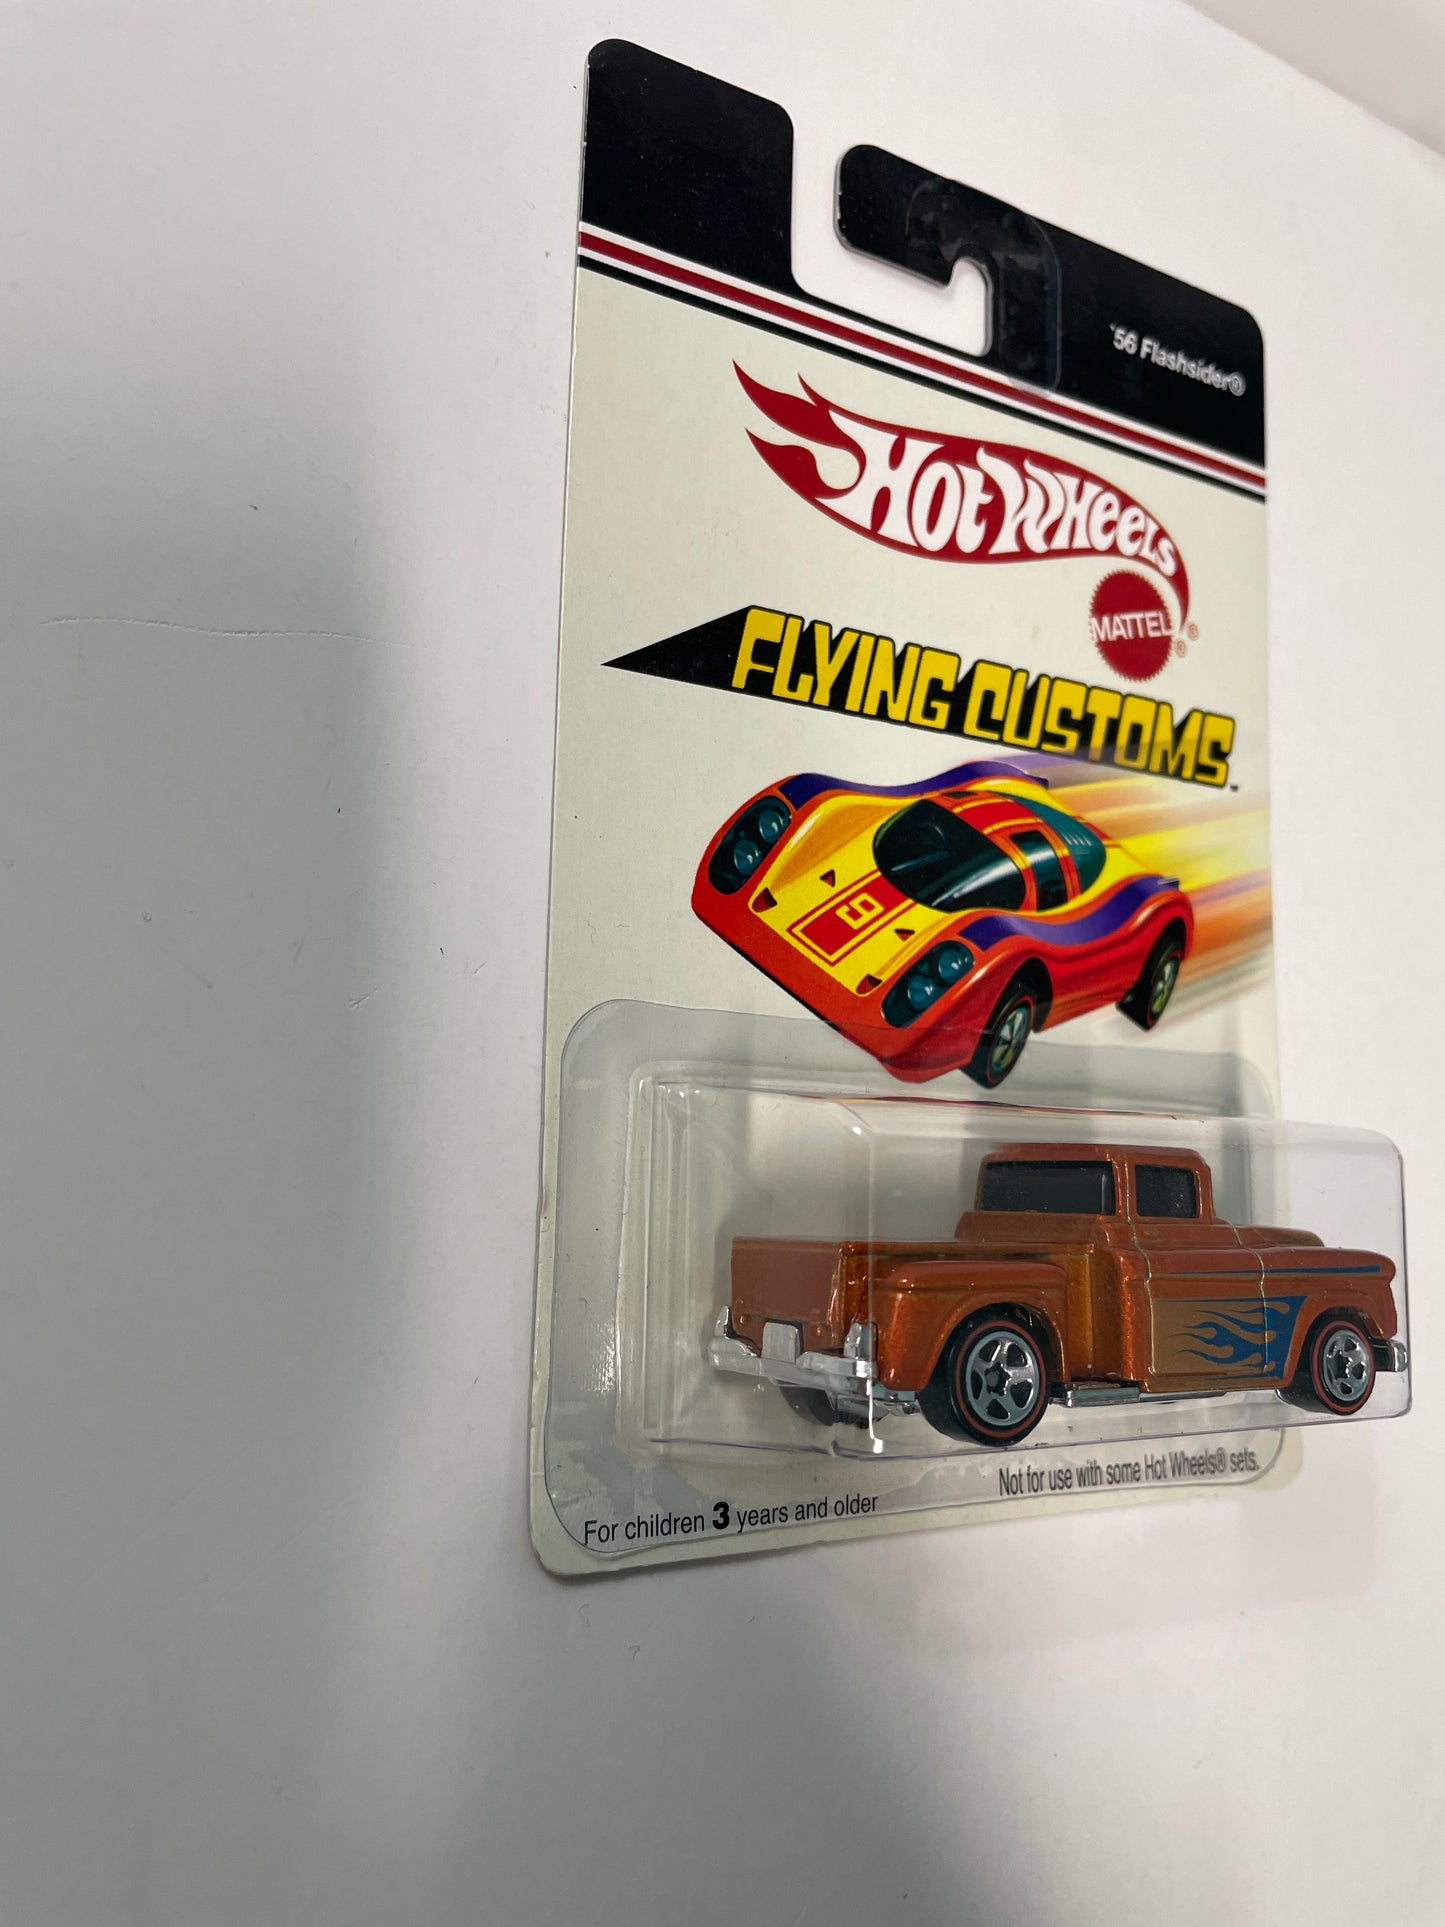 '56 Flashsider®
Hot Wheels
MATTEL
® ®
FLYING CUSTOMS™
9
Not for use with some Hot Wheels® sets.
For children 3 years and older